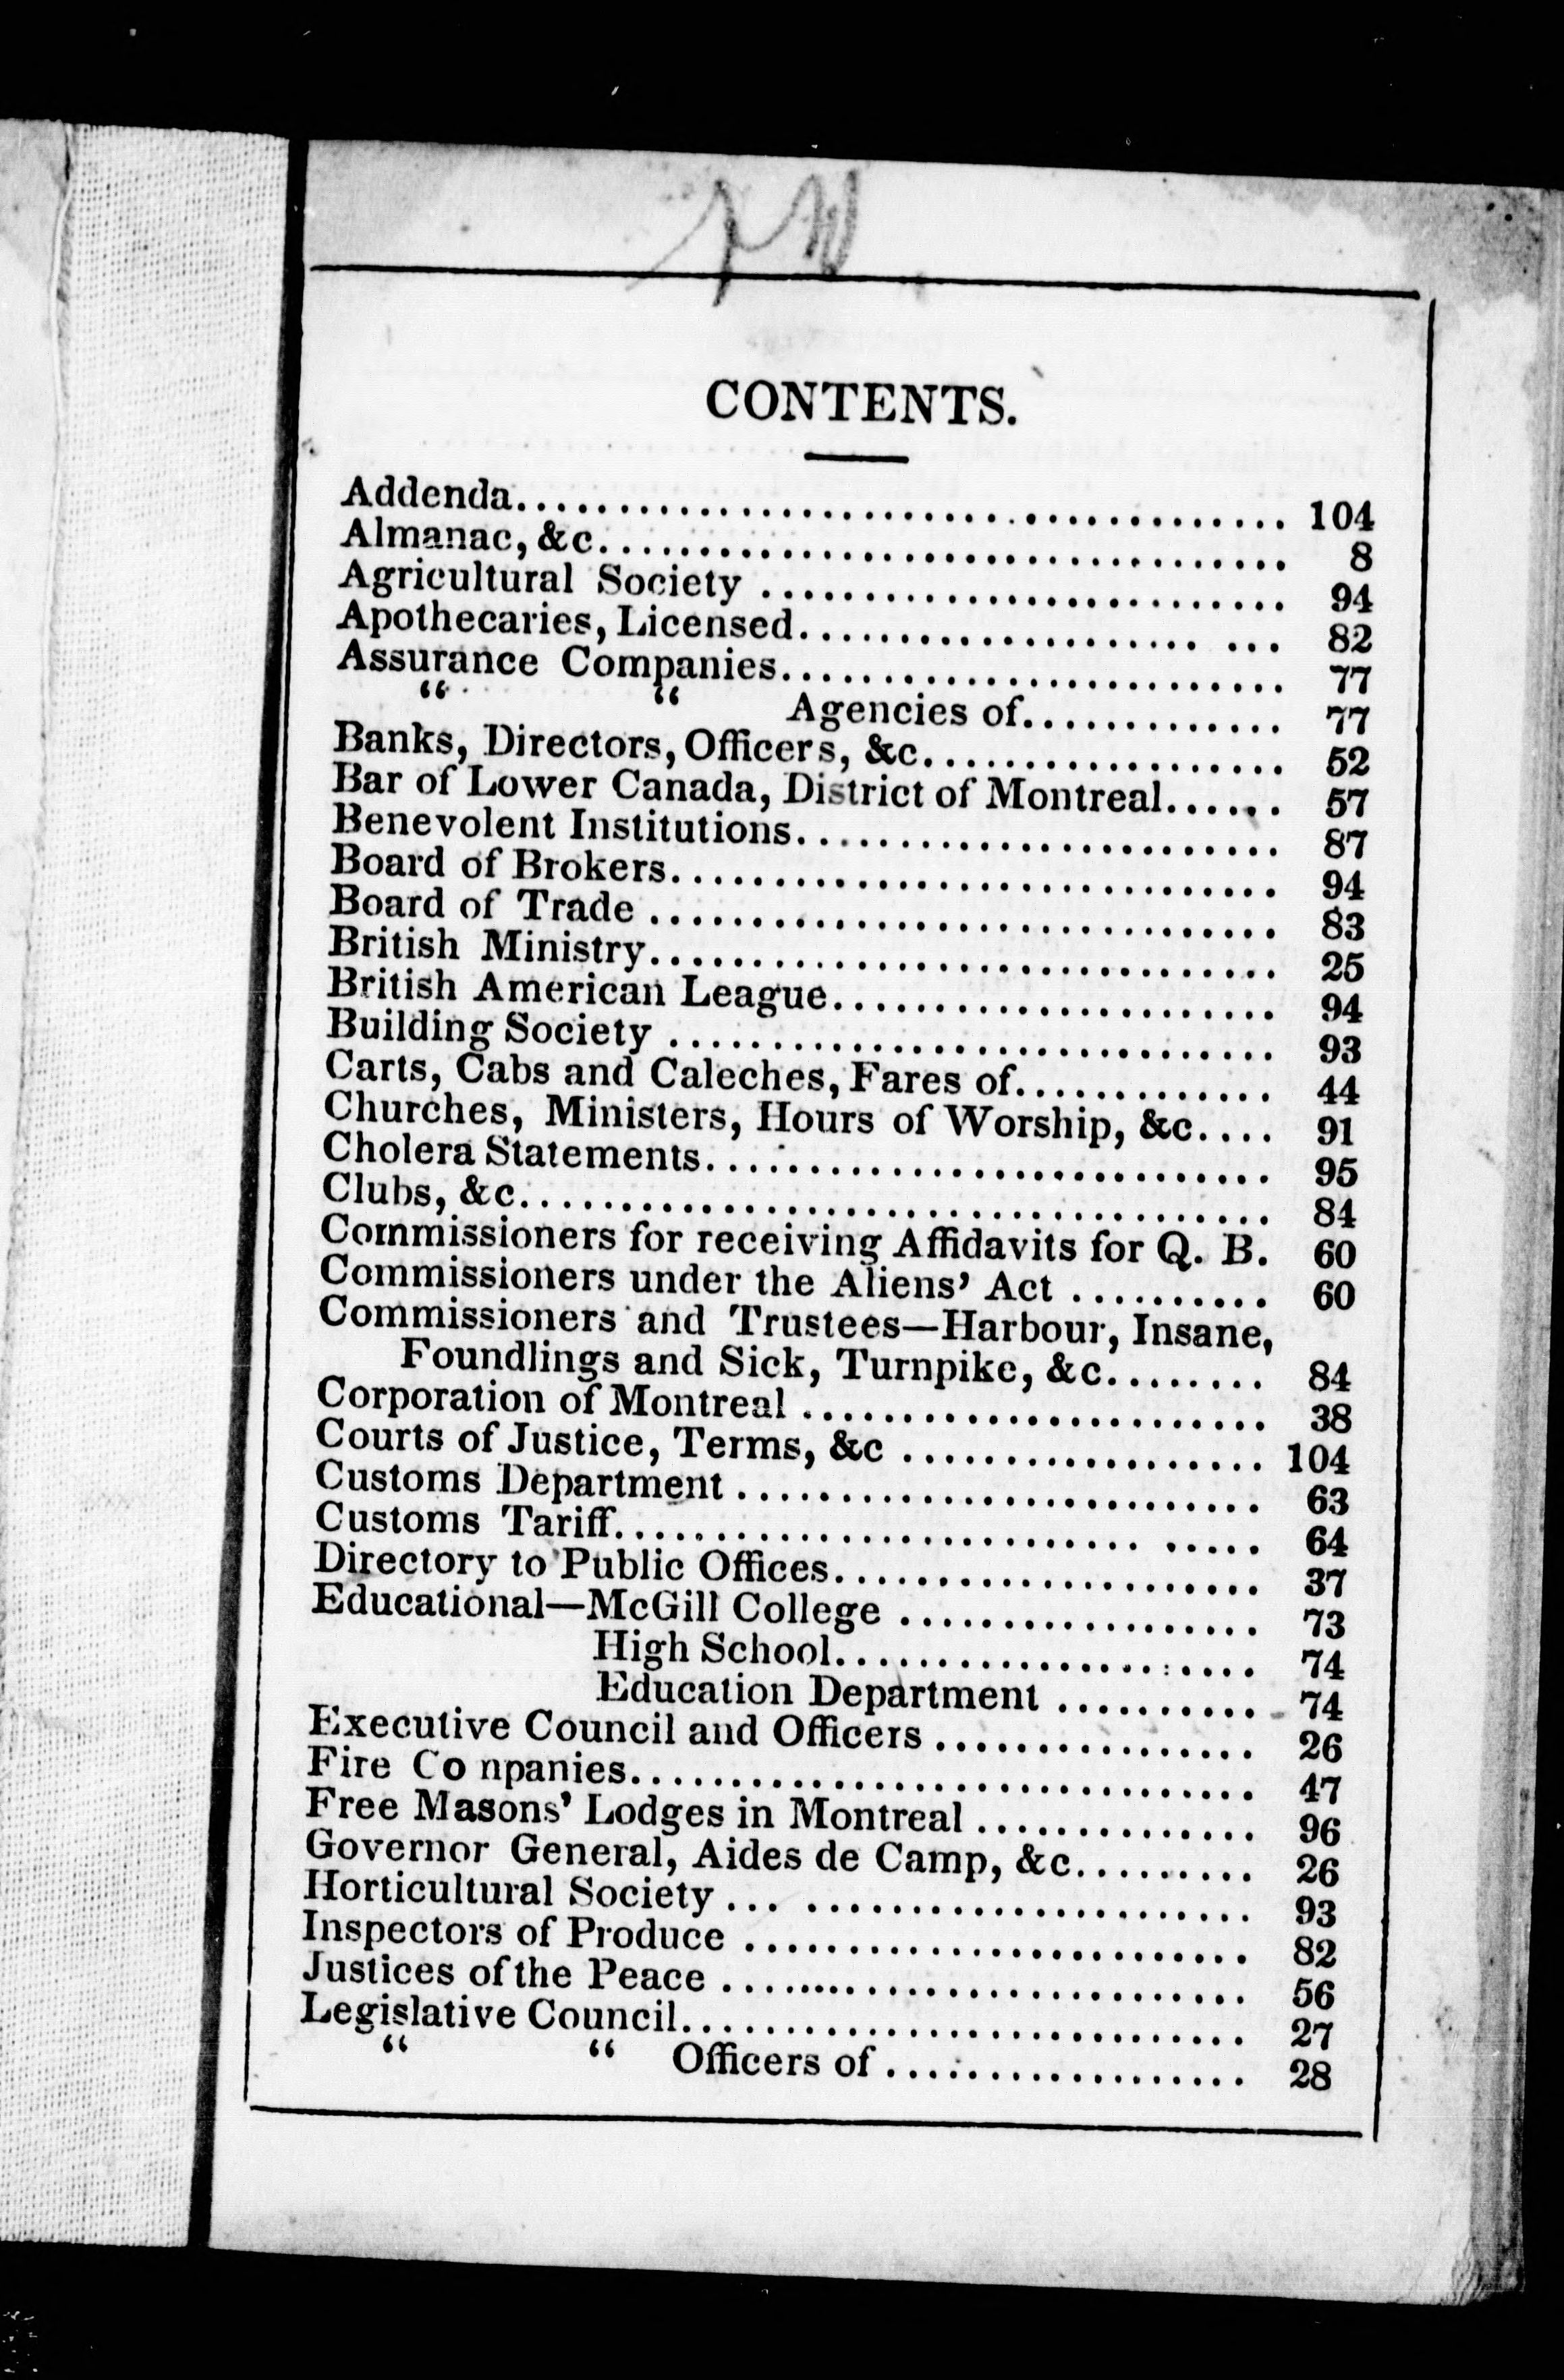 CONTENTS.
Addenda........................................ 104
Almanac, &c.................................... 8
Agricultural Society ........................... 94
Apothecaries, Licensed.................... ... 82
Assurance Companies.......................... 77
“ “ Agencies of............. 77
Banks, Directors, Officers, &c.................. 52
Bar of Lower Canada, District of Montreal...... 57
Benevolent Institutions......................... 87
Board of Brokers............................... 94
Board of Trade ................................ 83
British Ministry................................ 25
British American League....................... 94
Building Society ............................... 93
Carts, Cabs and Caleches, Fares of............. 44
Churches, Ministers, Hours of Worship, &c.... 91
Cholera Statements............................. 95
Clubs, &c...................................... 84
Commissioners for receiving Affidavits for Q. B. 60
Commissioners under the Aliens’ Act .......... 60
Commissioners and Trustees—Harbour, Insane,
Foundlings and Sick, Turnpike, &c........ 84
Corporation of Montreal ........................ 38
Courts of Justice, Terms, &c .................. 104
Customs Department ........................... 63
Customs Tariff........................... ..... 64
Directory to Public Offices...................... 37
Educational—McGill College .................. 73
High School..................... 74
Education Department .......... 74
Executive Council and Officers ................ 26
Fire Co npanies................................ 47
Free Masons’ Lodges in Montreal .............. 96
Governor General, Aides de Camp, &c......... 26
Horticultural Society ... ...................... 93
Inspectors of Produce .......................... 82
Justices of the Peace ........................... 56
Legislative Council............................. 27
“ “ Officers of .................. 28